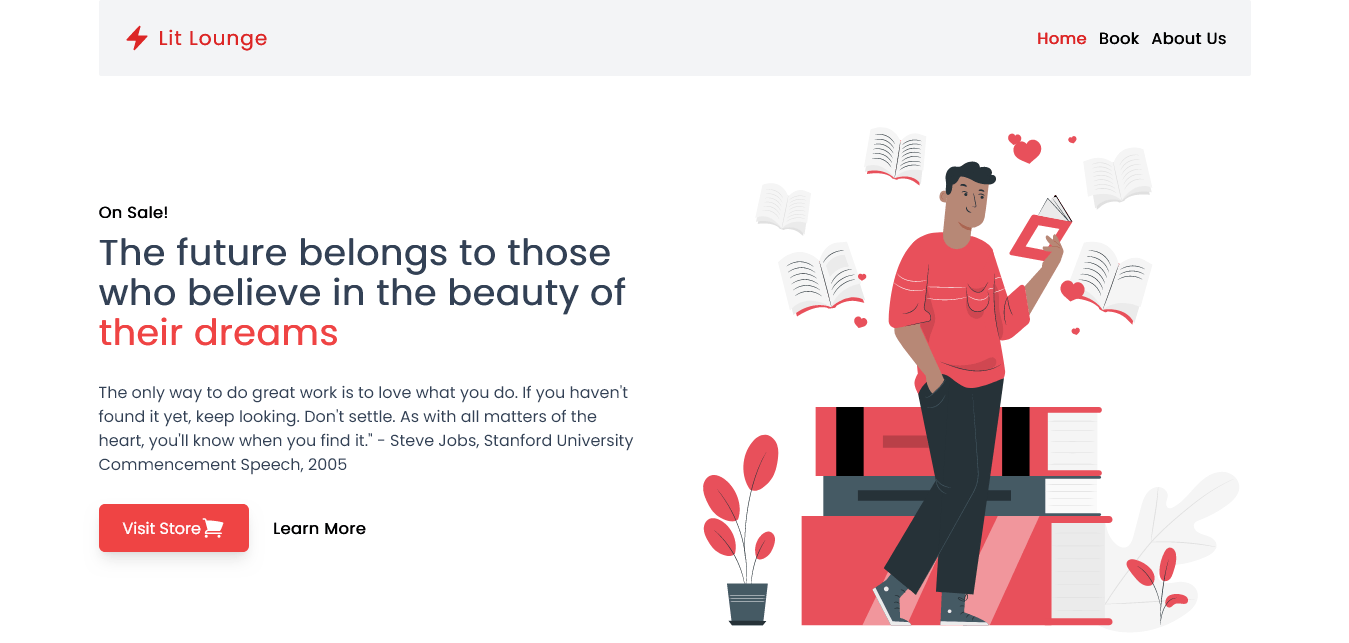 Lit Lounge
Home Book About Us
On Sale!
The future belongs to those
who believe in the beauty of
their dreams
The only way to do great work is to love what you do. If you haven't
found it yet, keep looking. Don't settle. As with all matters of the
heart, you'll know when you find it." - Steve Jobs, Stanford University
Commencement Speech, 2005
Visit Store
Learn More